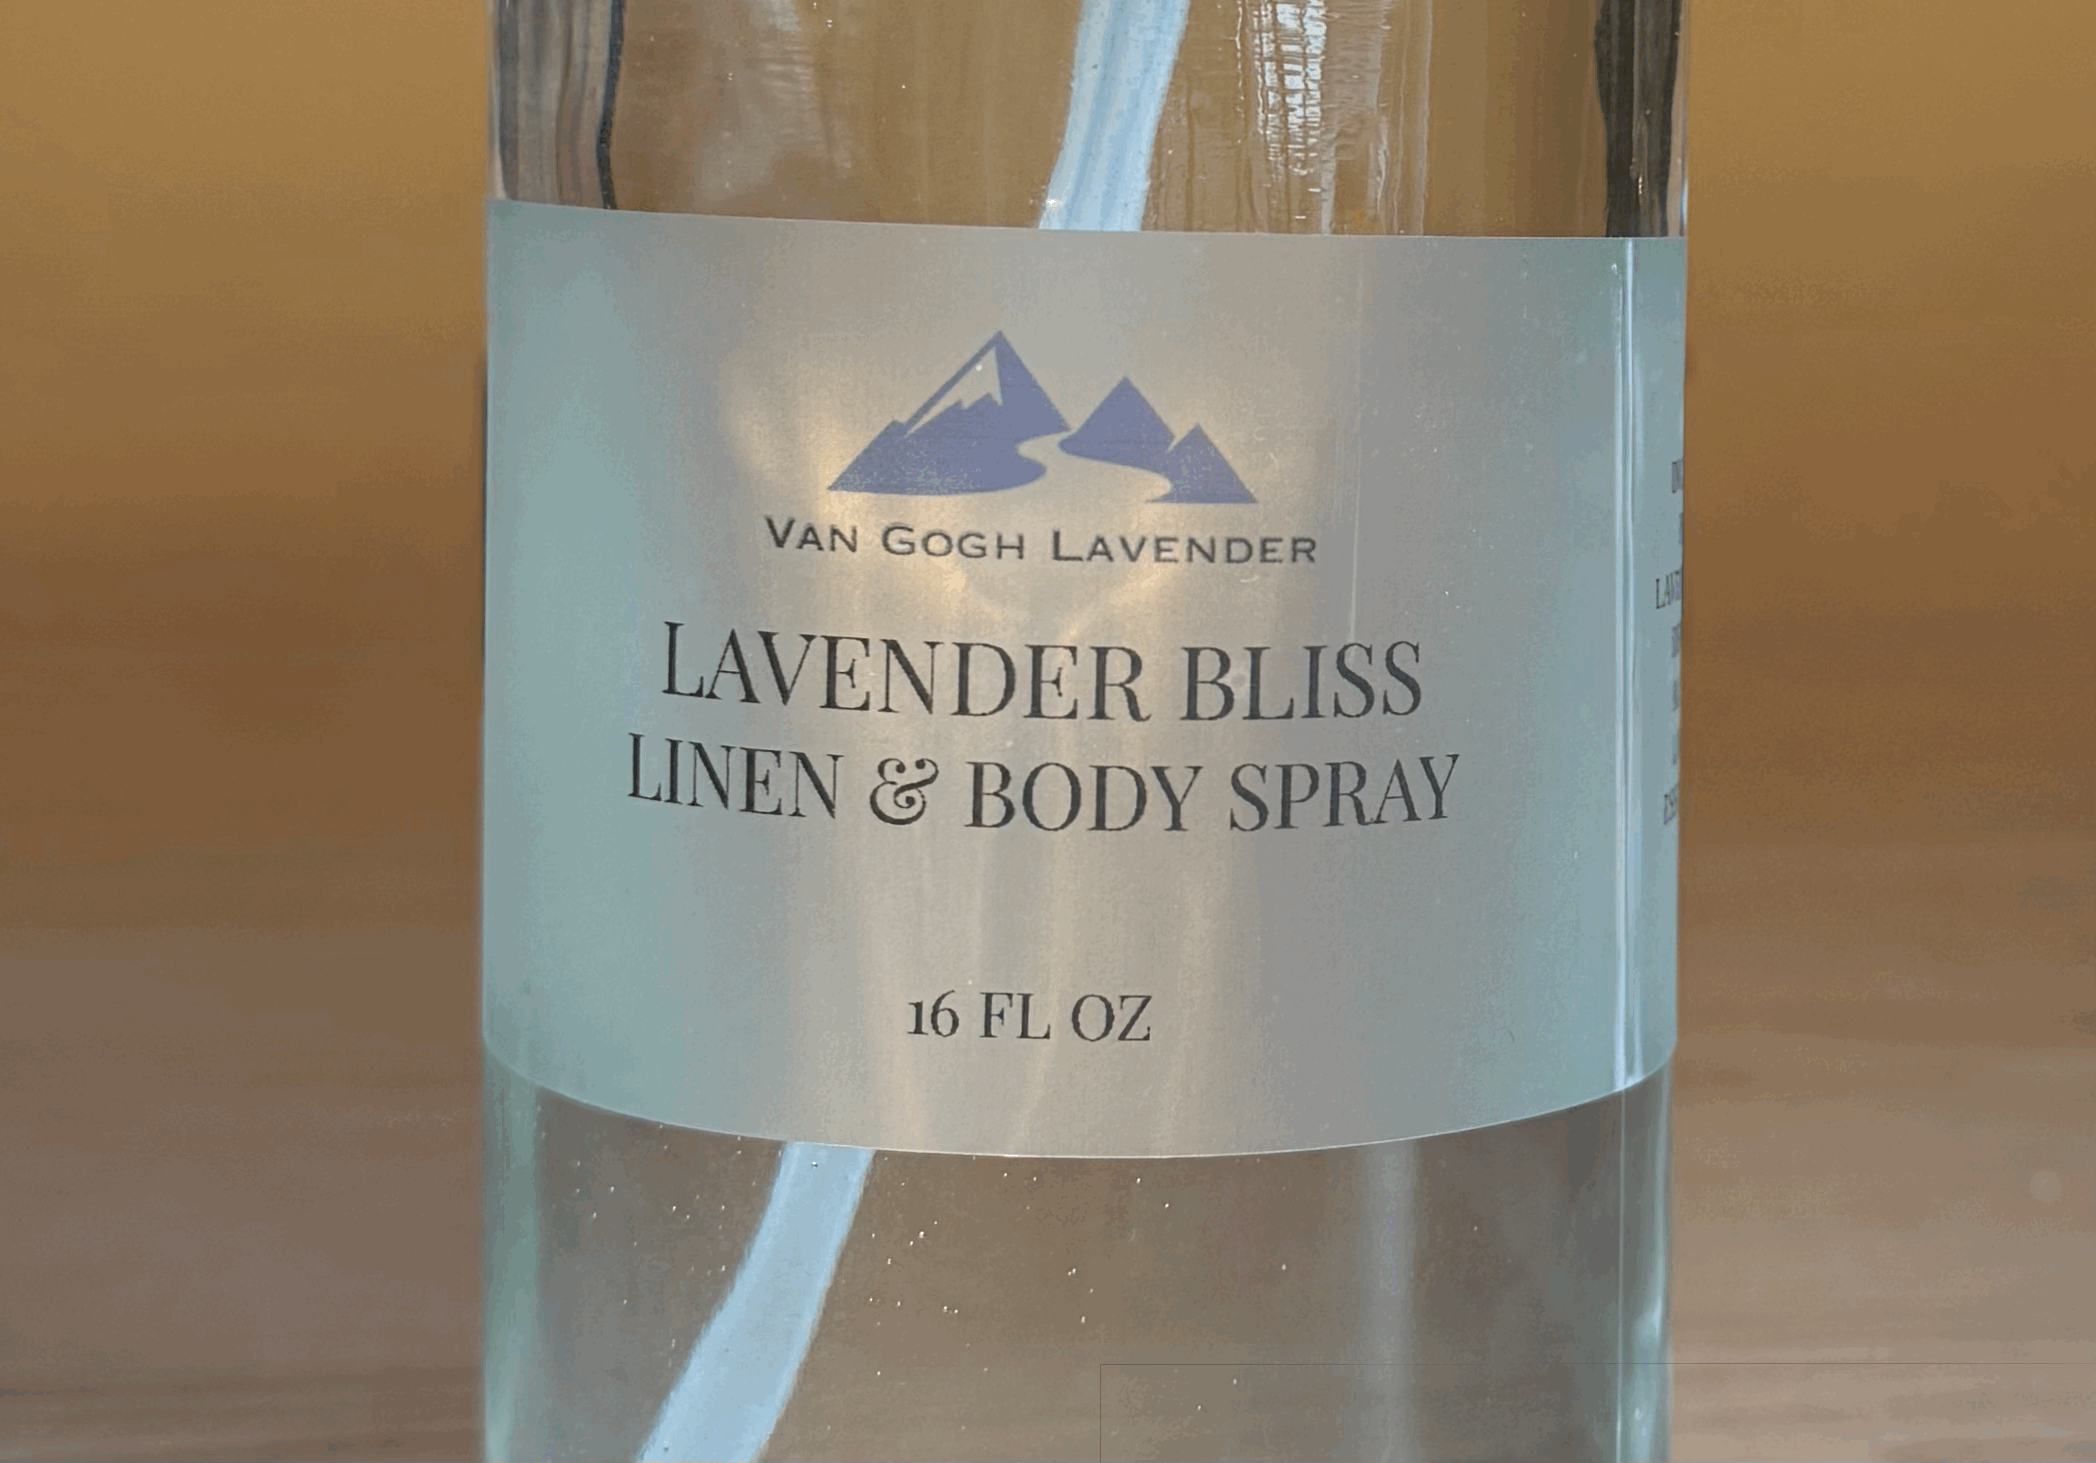 VAN GOGH LAVENDER
LAVENDER BLISS
LINEN & BODY SPRAY
16 FL OZ